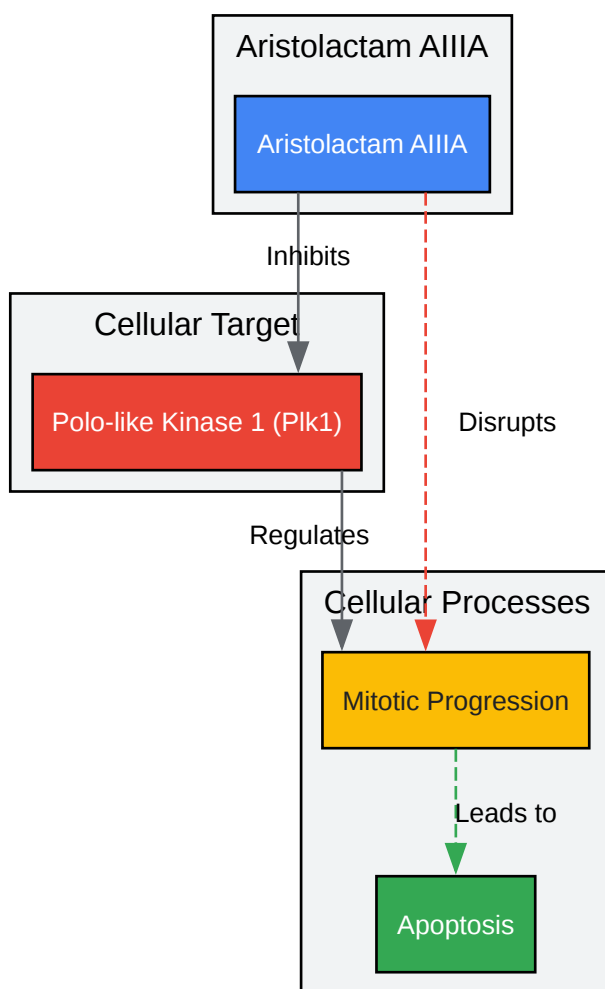 Aristolactam AIIIA
Aristolactam AIIIA
Inhibits
Cellular Target
Polo-like Kinase 1 (Plk1)
Disrupts
Regulates
Cellular Processes
Mitotic Progression
Leads to
Apoptosis